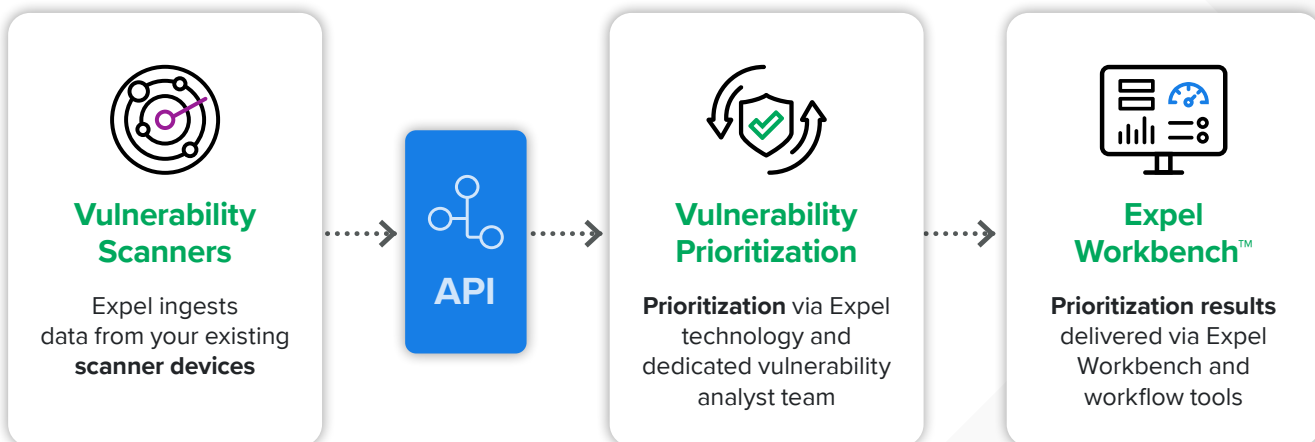 Vulnerability
Scanners
Expel ingests
data from your existing
scanner devices
API
Vulnerability
Prioritization
Prioritization via Expel
technology and
dedicated vulnerability
analyst team
Expel
Workbench™
Prioritization results
delivered via Expel
Workbench and
workflow tools